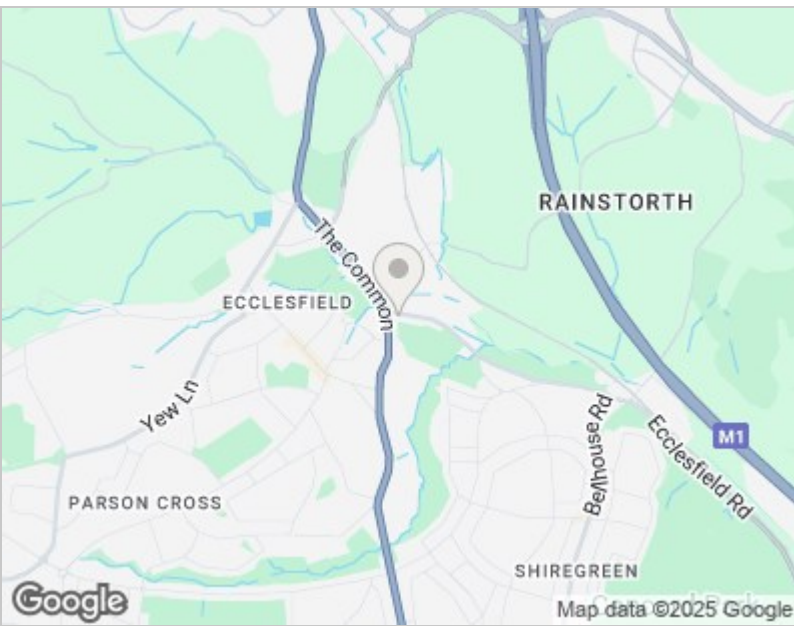 RAINSTORTH
The Common
ECCLESFIELD
Yew Ln
Bellhouse Rd
M1
Ecclesfield Rd
PARSON CROSS
SHIREGREEN
Google
Map data ©2025 Google